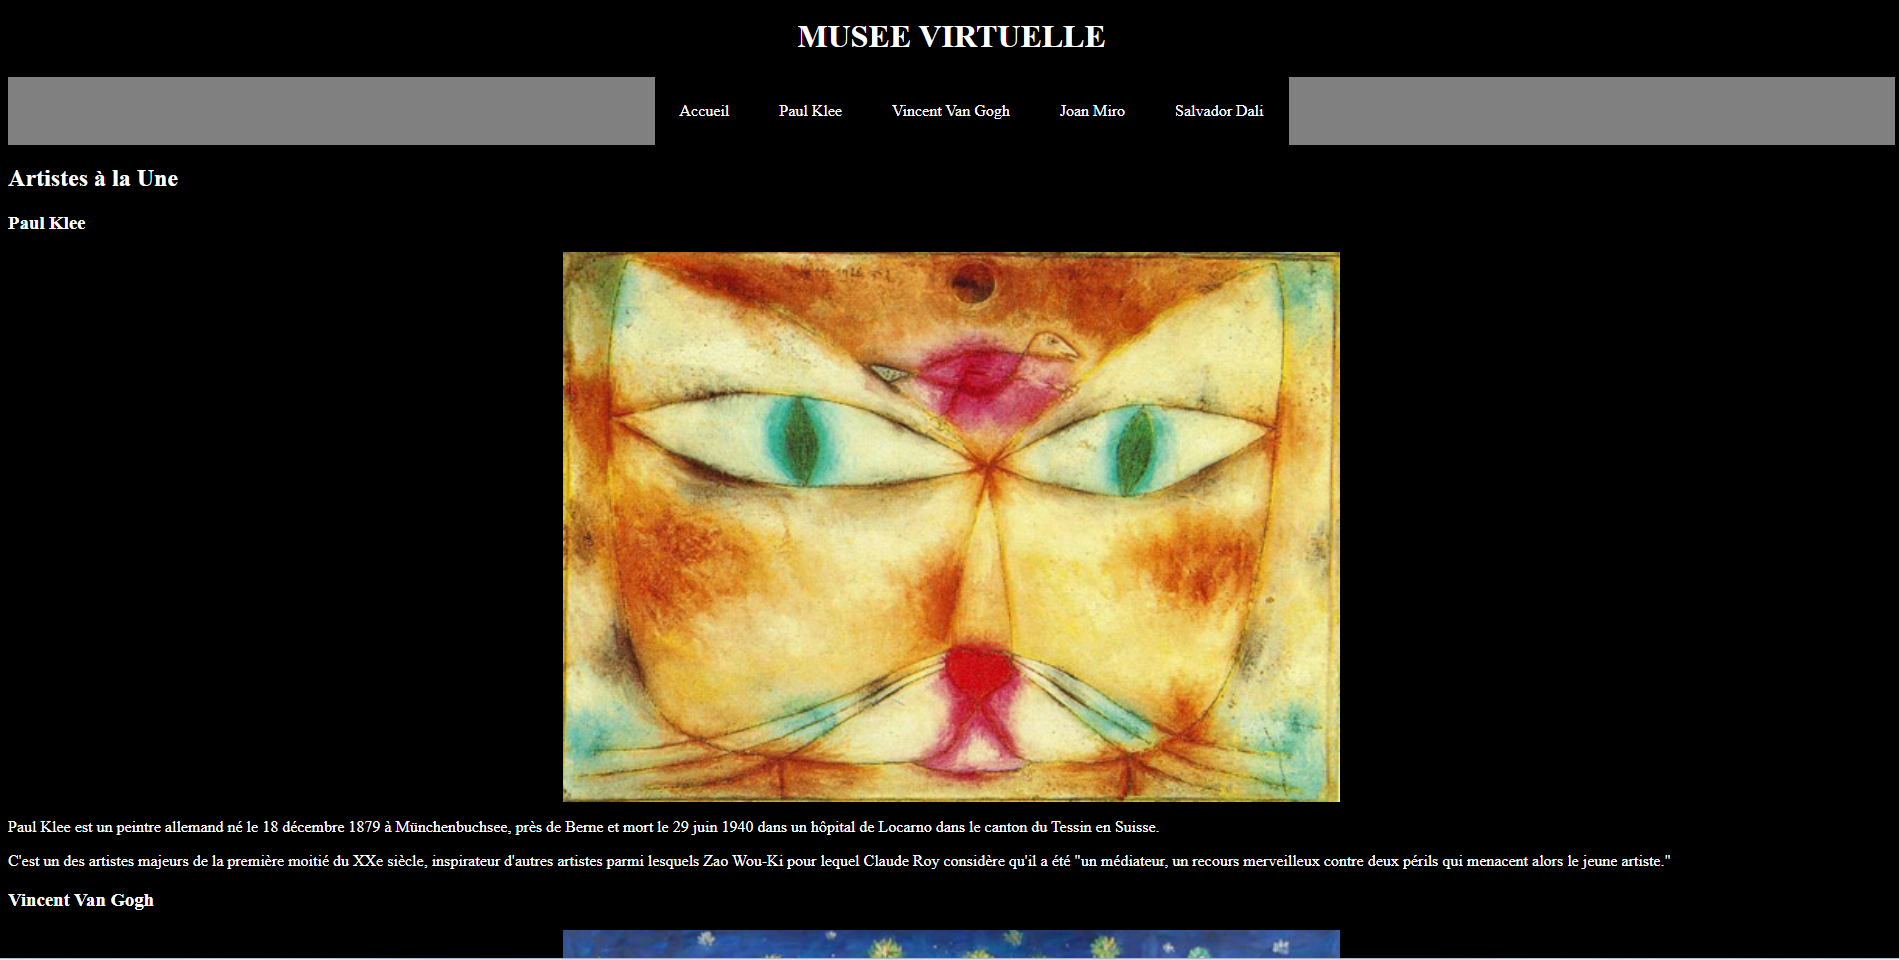 MUSEE VIRTUELLE
Accueil Paul Klee Vincent Van Gogh Joan Miro Salvador Dali
Artistes à la Une
Paul Klee
Paul Klee est un peintre allemand né le 18 décembre 1879 à Münchenbuchsee, près de Berne et mort le 29 juin 1940 dans un hôpital de Locarno dans le canton du Tessin en Suisse.
C'est un des artistes majeurs de la première moitié du XXe siècle, inspirateur d'autres artistes parmi lesquels Zao Wou-Ki pour lequel Claude Roy considère qu'il a été "un médiateur, un recours merveilleux contre deux périls qui menacent alors le jeune artiste."
Vincent Van Gogh